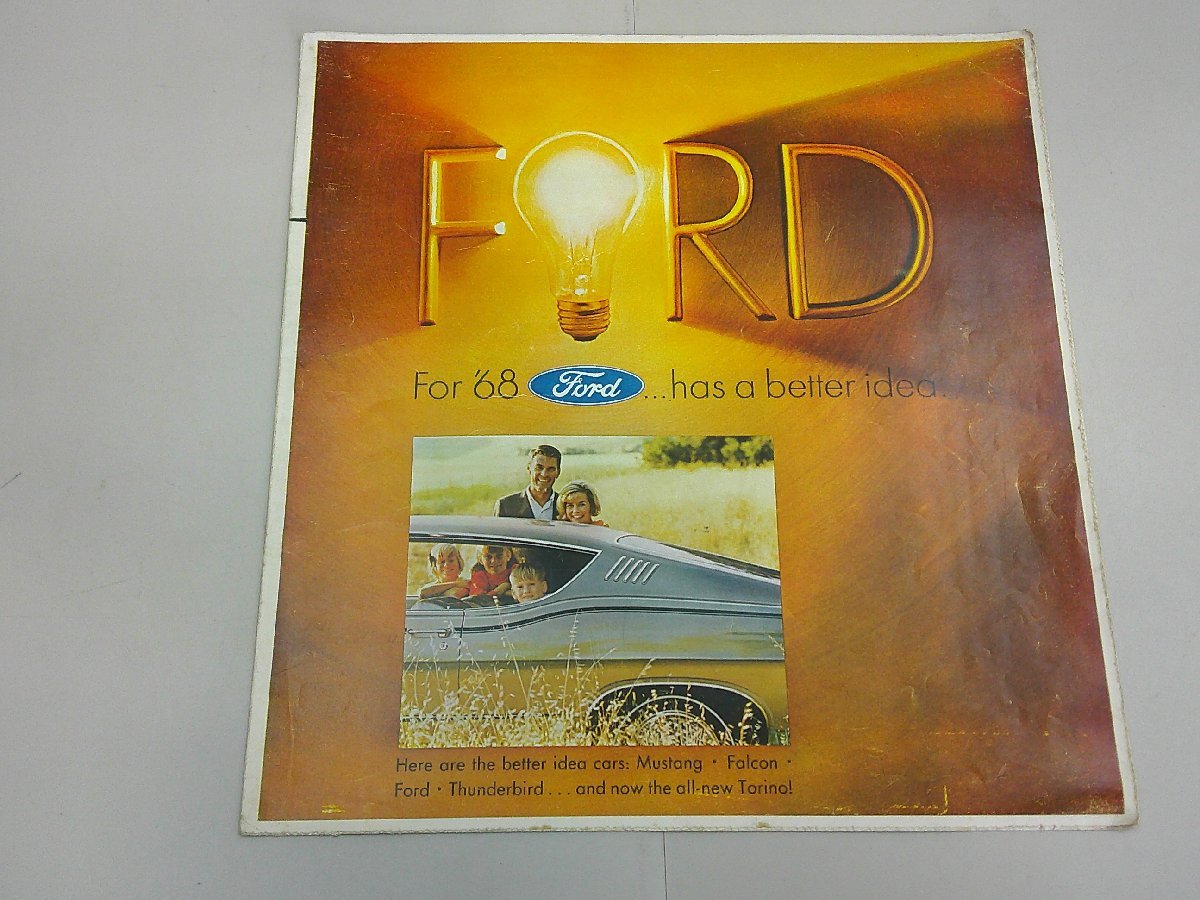 FORD
For '68 Ford ...has a better idea.
Here are the better idea cars: Mustang · Falcon ·
Ford · Thunderbird ... and now the all-new Torino!